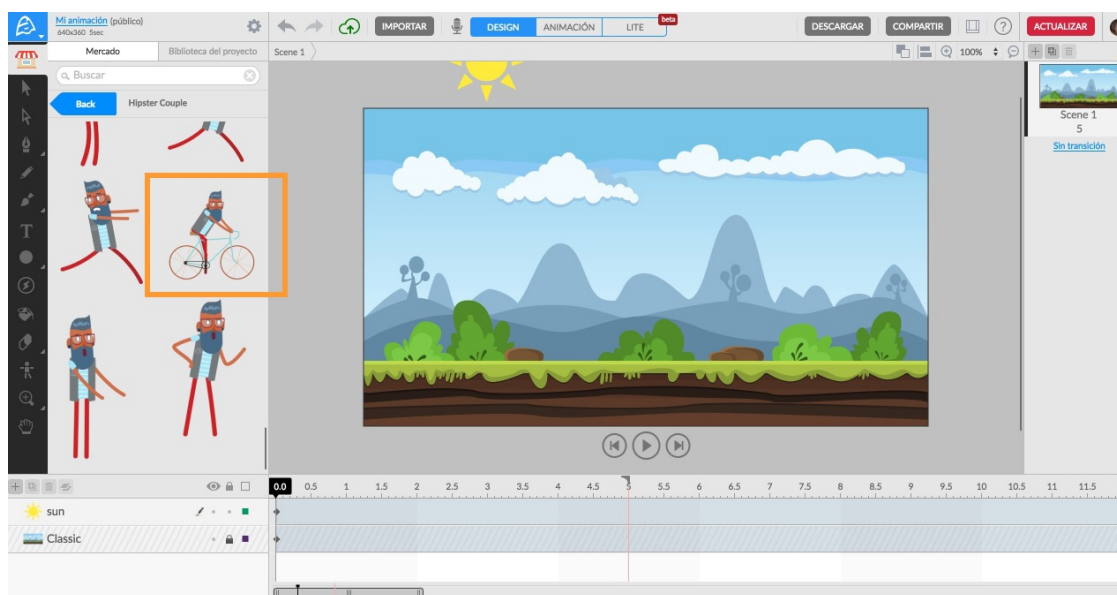 Mi animación (público)
640x360 5sec
IMPORTAR
DESIGN
ANIMACIÓN
LITE
beta
DESCARGAR
COMPARTIR
?
ACTUALIZAR
Mercado
Biblioteca del proyecto
Scene 1
100%
Buscar
Back
Hipster Couple
T
Scene 1
5
Sin transición
0.0 0.5 1 1.5 2 2.5 3 3.5 4 4.5 5 5.5 6 6.5 7 7.5 8 8.5 9 9.5 10 10.5 11 11.5
sun
Classic